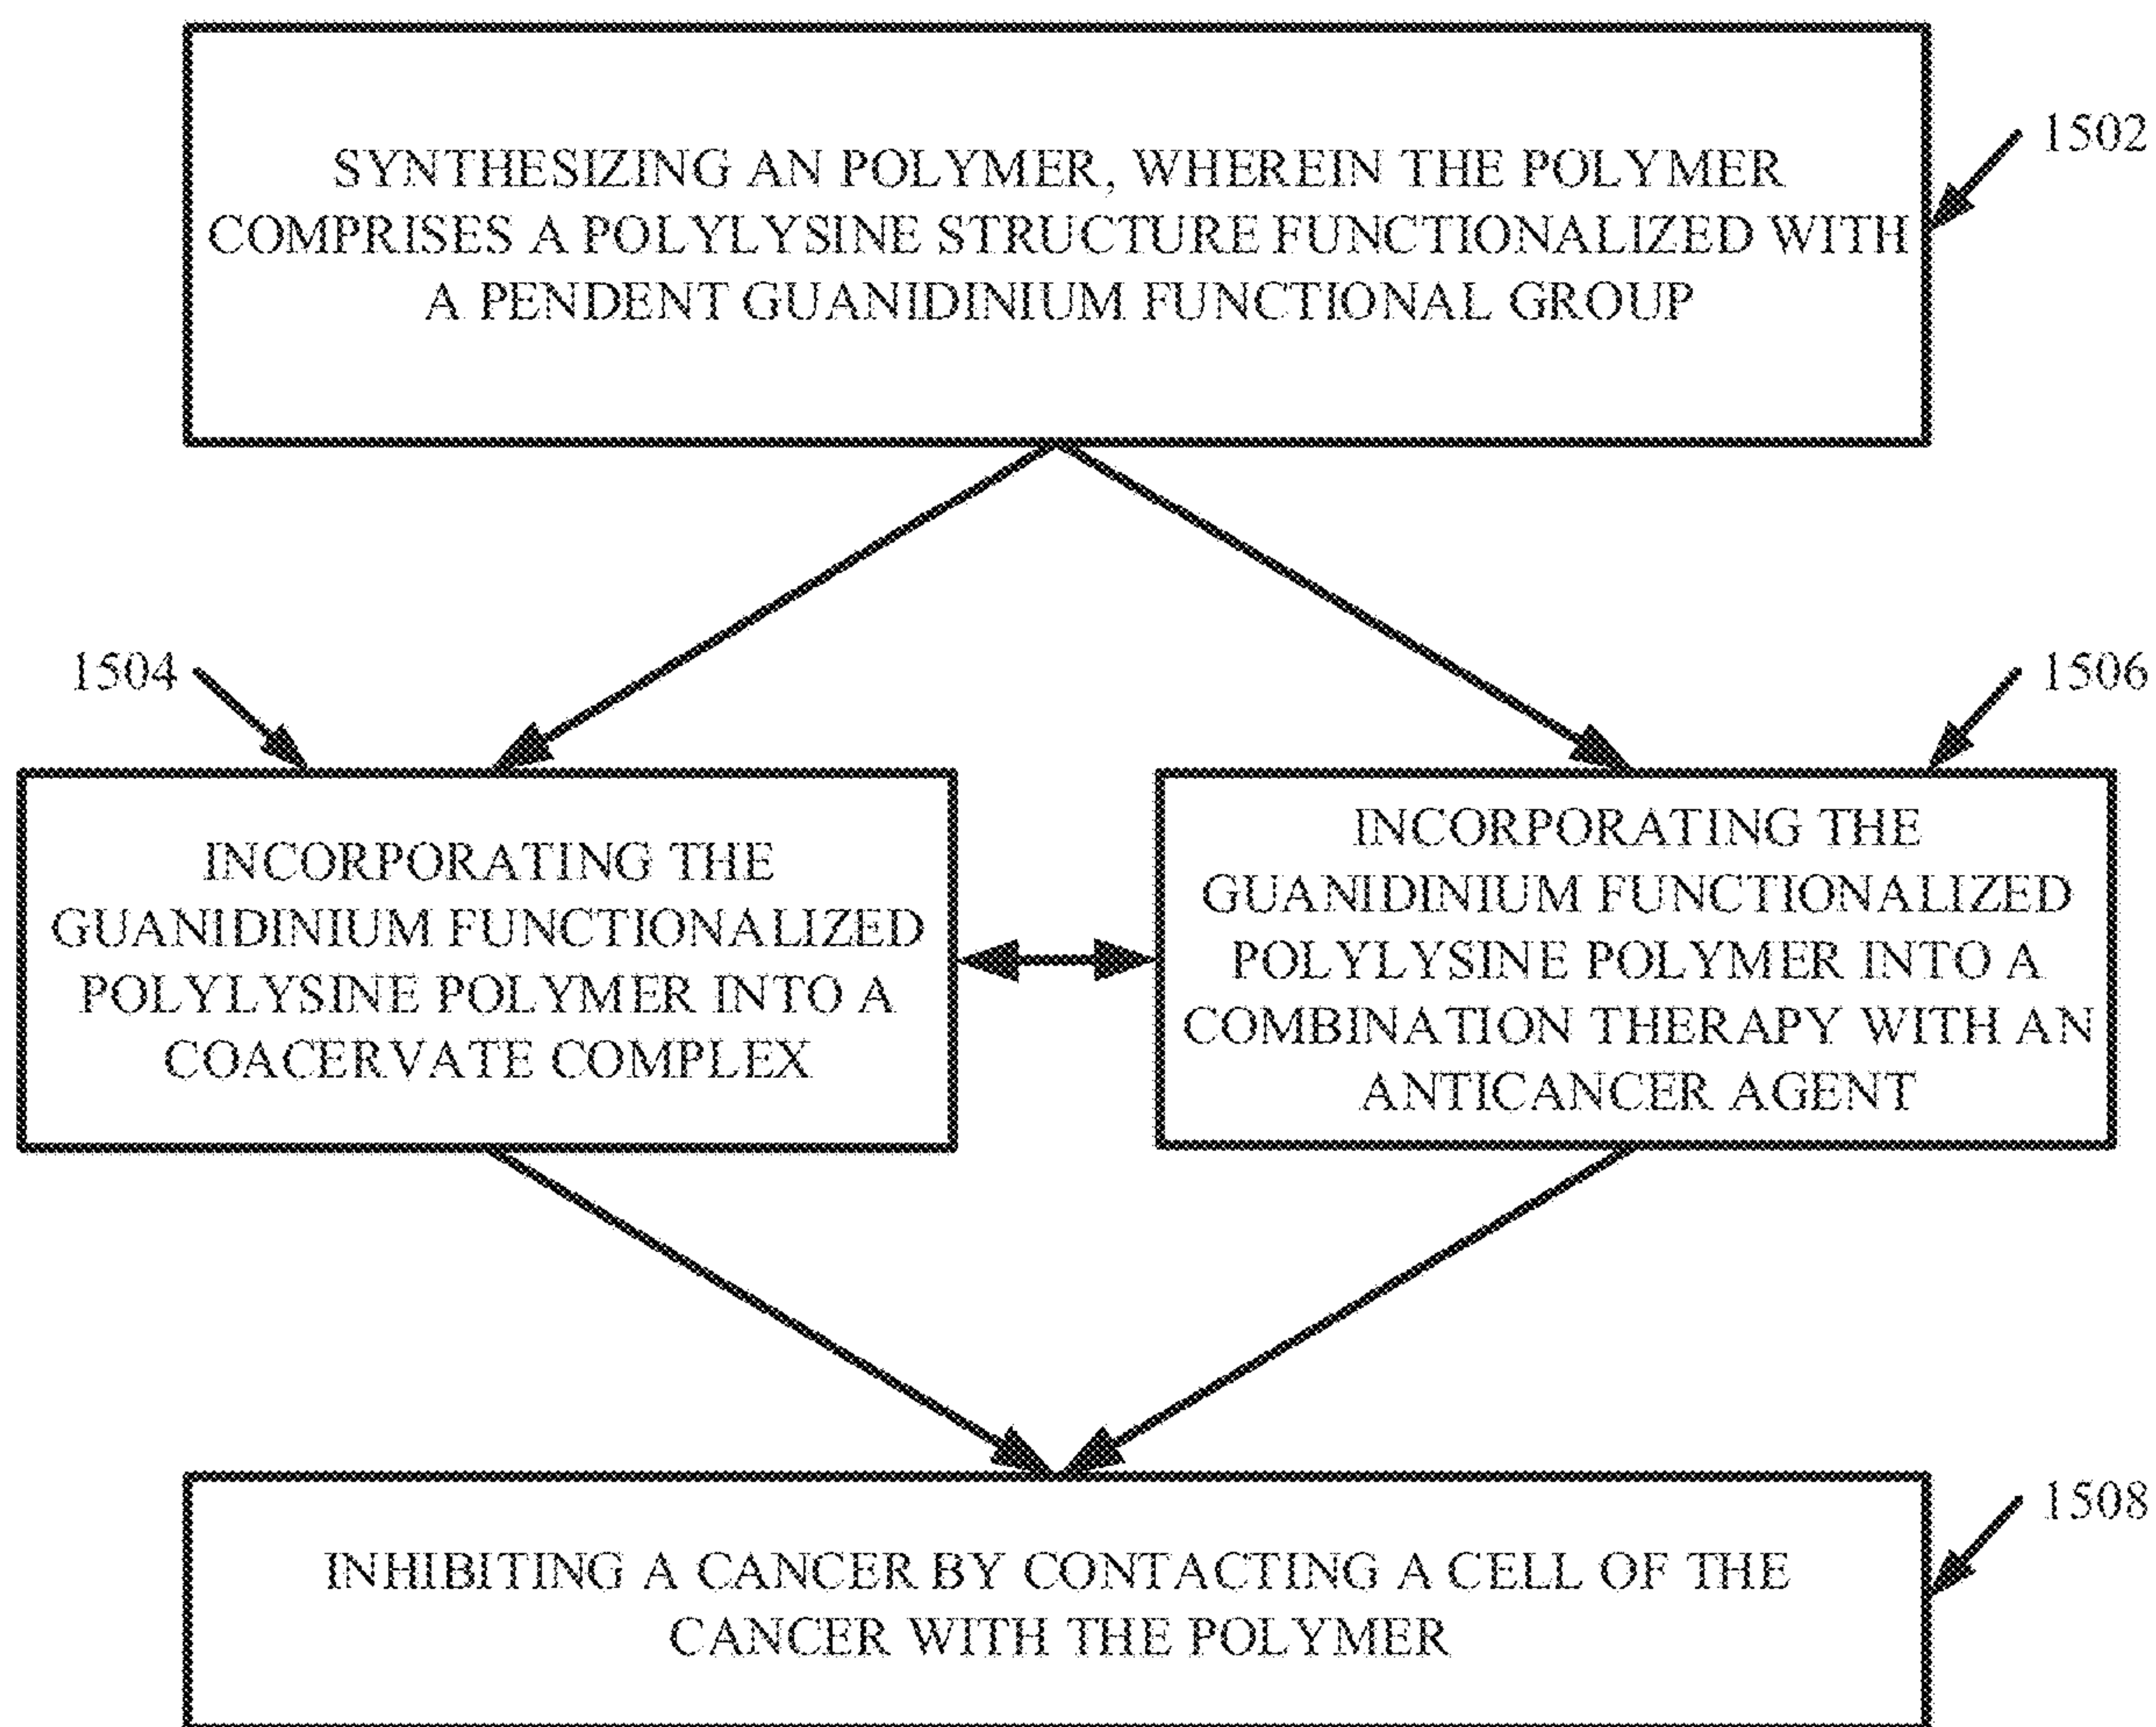 SYNTHESIZING AN POLYMER, WHEREIN THE POLYMER
COMPRISES A POLYLYSINE STRUCTURE FUNCTIONALIZED WITH
A PENDENT GUANIDINIUM FUNCTIONAL GROUP
1502
1504
INCORPORATING THE
GUANIDINIUM FUNCTIONALIZED
POLYLYSINE POLYMER INTO A
COACERVATE COMPLEX
1506
INCORPORATING THE
GUANIDINIUM FUNCTIONALIZED
POLYLYSINE POLYMER INTO A
COMBINATION THERAPY WITH AN
ANTICANCER AGENT
1508
INHIBITING A CANCER BY CONTACTING A CELL OF THE
CANCER WITH THE POLYMER